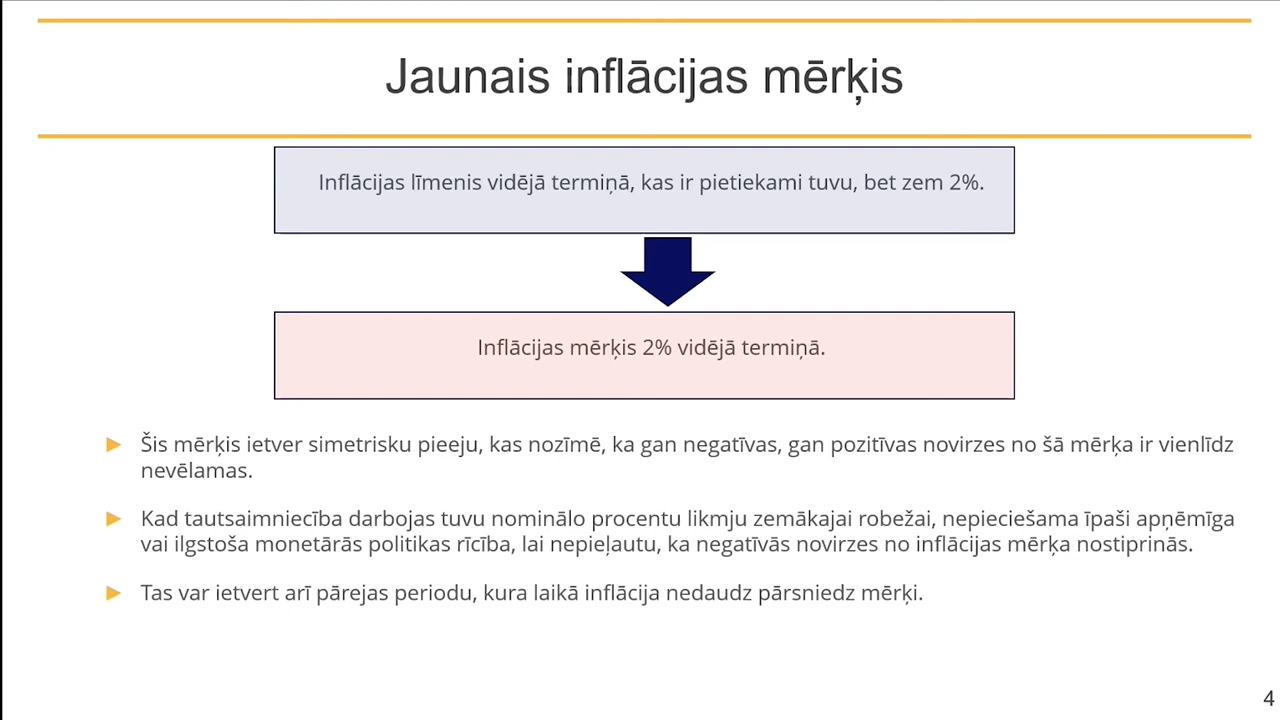 Jaunais inflācijas mērķis
Inflācijas līmenis vidējā termiņā, kas ir pietiekami tuvu, bet zem 2%.
Inflācijas mērķis 2% vidējā termiņā.
► Šis mērķis ietver simetrisku pieeju, kas nozīmē, ka gan negatīvas, gan pozitīvas novirzes no šā mērķa ir vienlīdz
nevēlamas.
► Kad tautsaimniecība darbojas tuvu nominālo procentu likmju zemākajai robežai, nepieciešama īpaši apņēmīga
vai ilgstoša monetārās politikas rīcība, lai nepieļautu, ka negatīvās novirzes no inflācijas mērķa nostiprinās.
► Tas var ietvert arī pārejas periodu, kura laikā inflācija nedaudz pārsniedz mērķi.
4